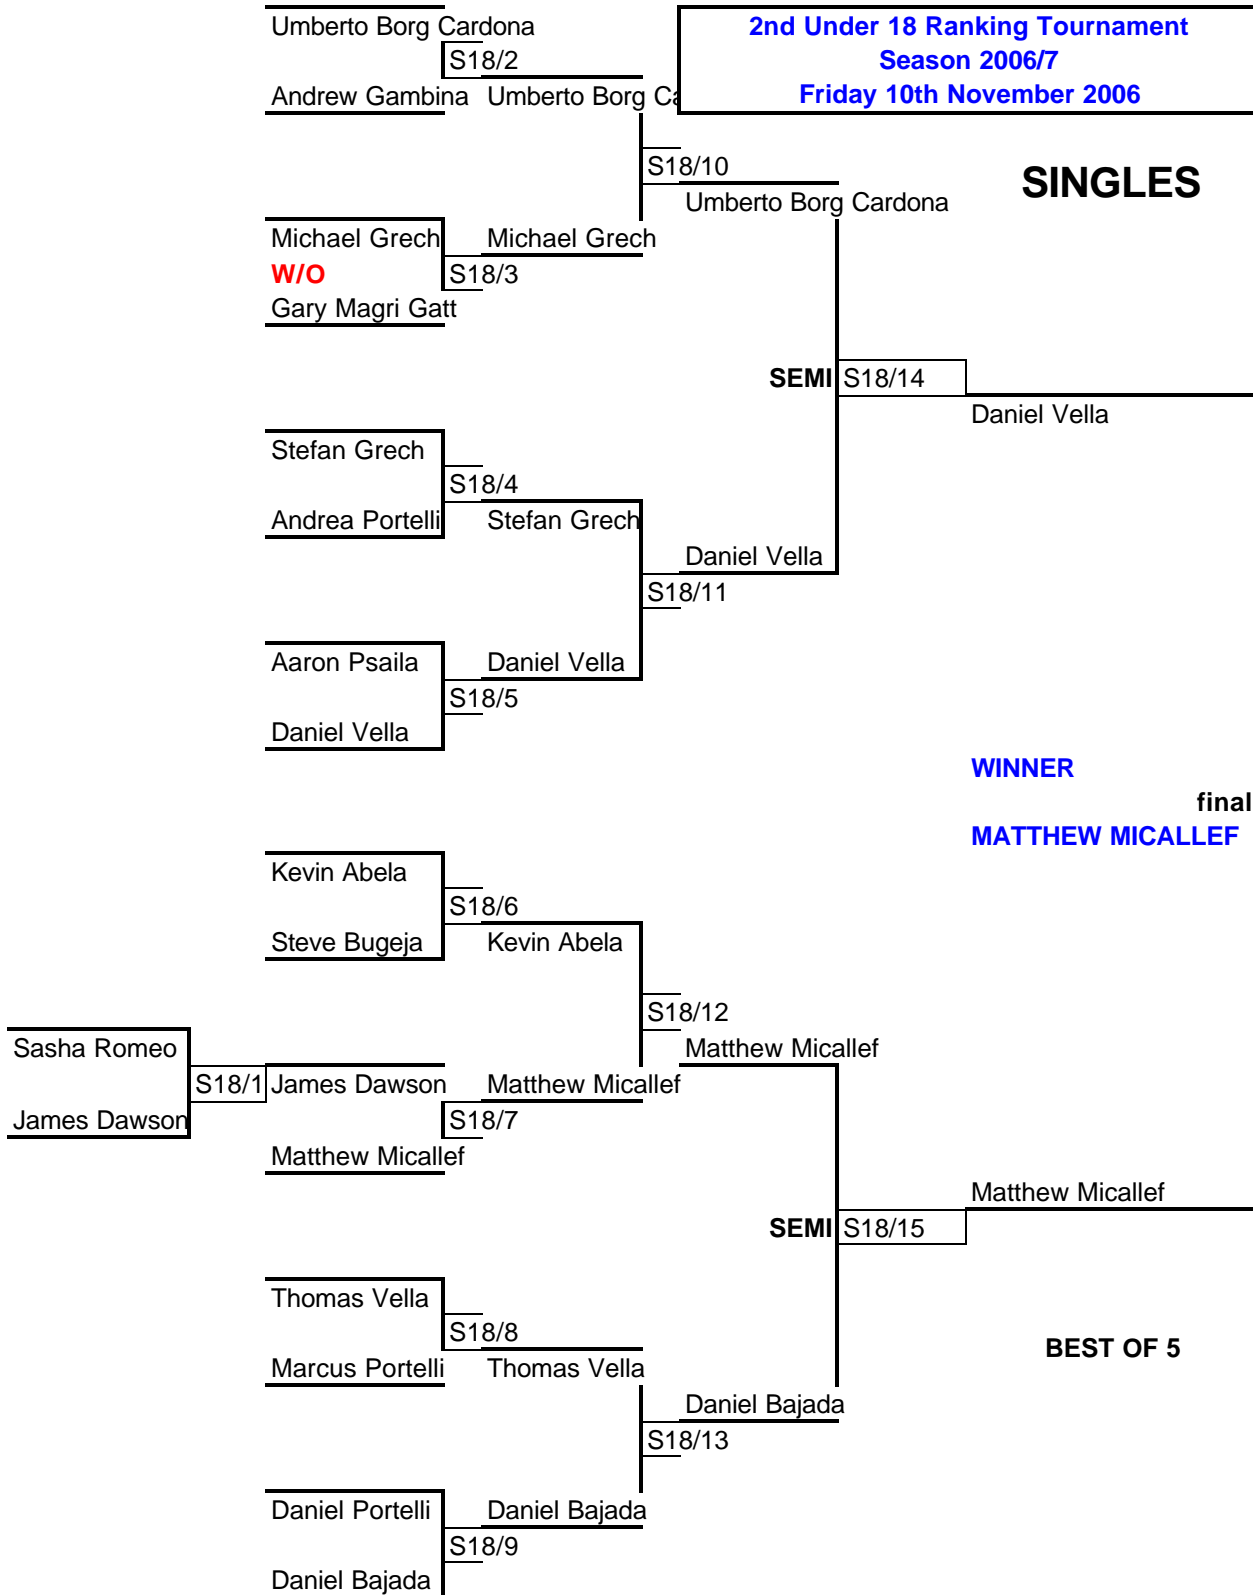 Umberto Borg Cardona
2nd Under 18 Ranking Tournament
Season 2006/7
Friday 10th November 2006
S18/2
Andrew Gambina
Umberto Borg Ca
S18/10
SINGLES
Umberto Borg Cardona
Michael Grech
Michael Grech
W/O
S18/3
Gary Magri Gatt
SEMI
S18/14
Daniel Vella
Stefan Grech
S18/4
Andrea Portelli
Stefan Grech
Daniel Vella
S18/11
Aaron Psaila
Daniel Vella
S18/5
Daniel Vella
WINNER
final
MATTHEW MICALLEF
Kevin Abela
S18/6
Steve Bugeja
Kevin Abela
S18/12
Sasha Romeo
Matthew Micallef
S18/1
James Dawson
Matthew Micallef
James Dawson
S18/7
Matthew Micallef
Matthew Micallef
SEMI
S18/15
Thomas Vella
S18/8
BEST OF 5
Marcus Portelli
Thomas Vella
Daniel Bajada
S18/13
Daniel Portelli
Daniel Bajada
S18/9
Daniel Bajada